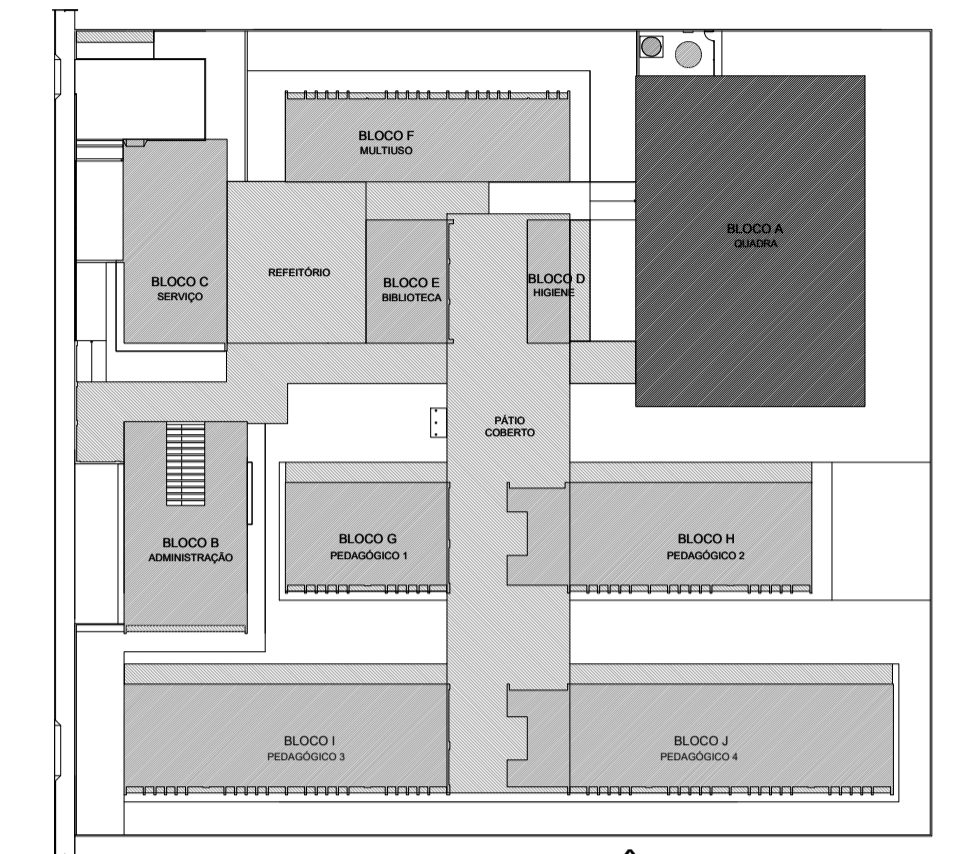 BLOCO F
MULTIUSO
BLOCO A
QUADRA
BLOCO C
SERVIÇO
REFEITÓRIO
BLOCO E
BIBLIOTECA
BLOCO D
HIGIENE
PÁTIO
COBERTO
BLOCO B
ADMINISTRAÇÃO
BLOCO G
PEDAGÓGICO 1
BLOCO H
PEDAGÓGICO 2
BLOCO I
PEDAGÓGICO 3
BLOCO J
PEDAGÓGICO 4